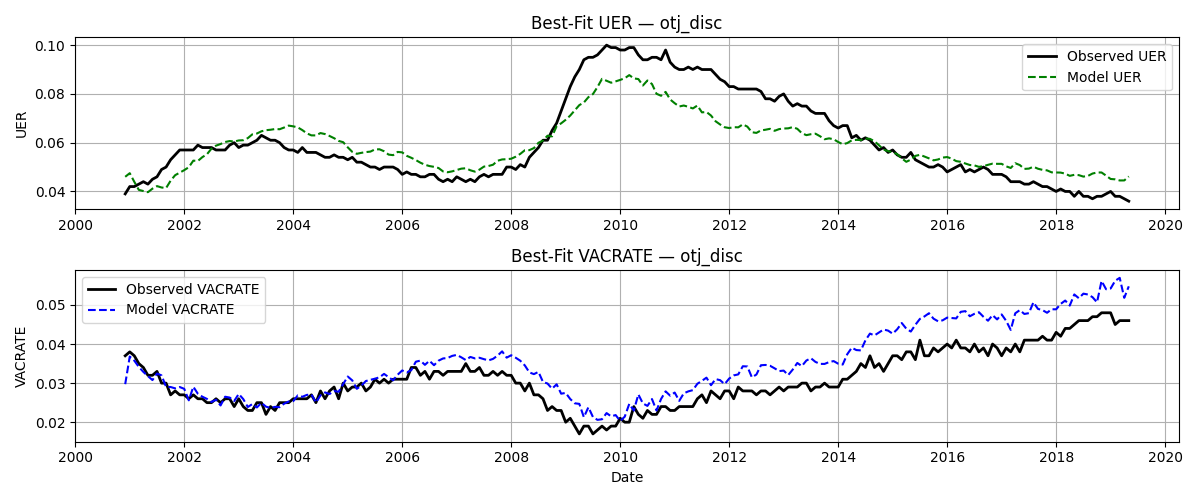 Best-Fit UER — otj_disc
0.10
0.08
0.06
0.04
UER
Observed UER
Model UER
2000 2002 2004 2006 2008 2010 2012 2014 2016 2018 2020
Best-Fit VACRATE — otj_disc
0.05
0.04
0.03
0.02
VACRATE
Observed VACRATE
Model VACRATE
2000 2002 2004 2006 2008 2010 2012 2014 2016 2018 2020
Date